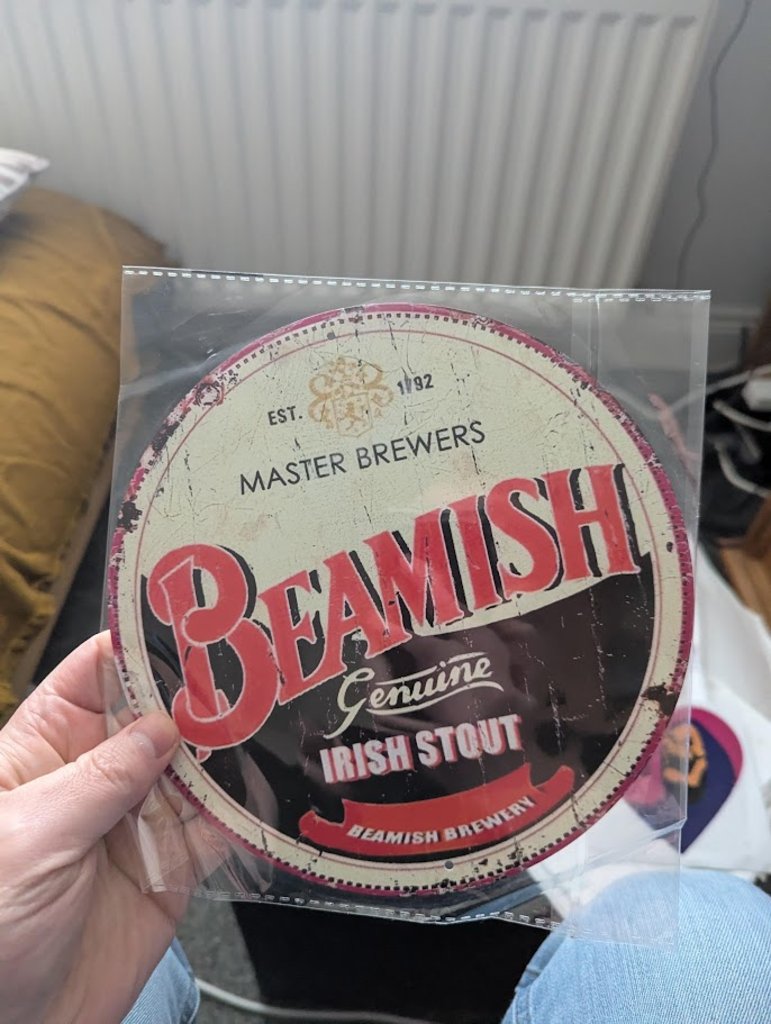 EST. 1792
MASTER BREWERS
BEAMISH
Genuine
IRISH STOUT
BEAMISH BREWERY